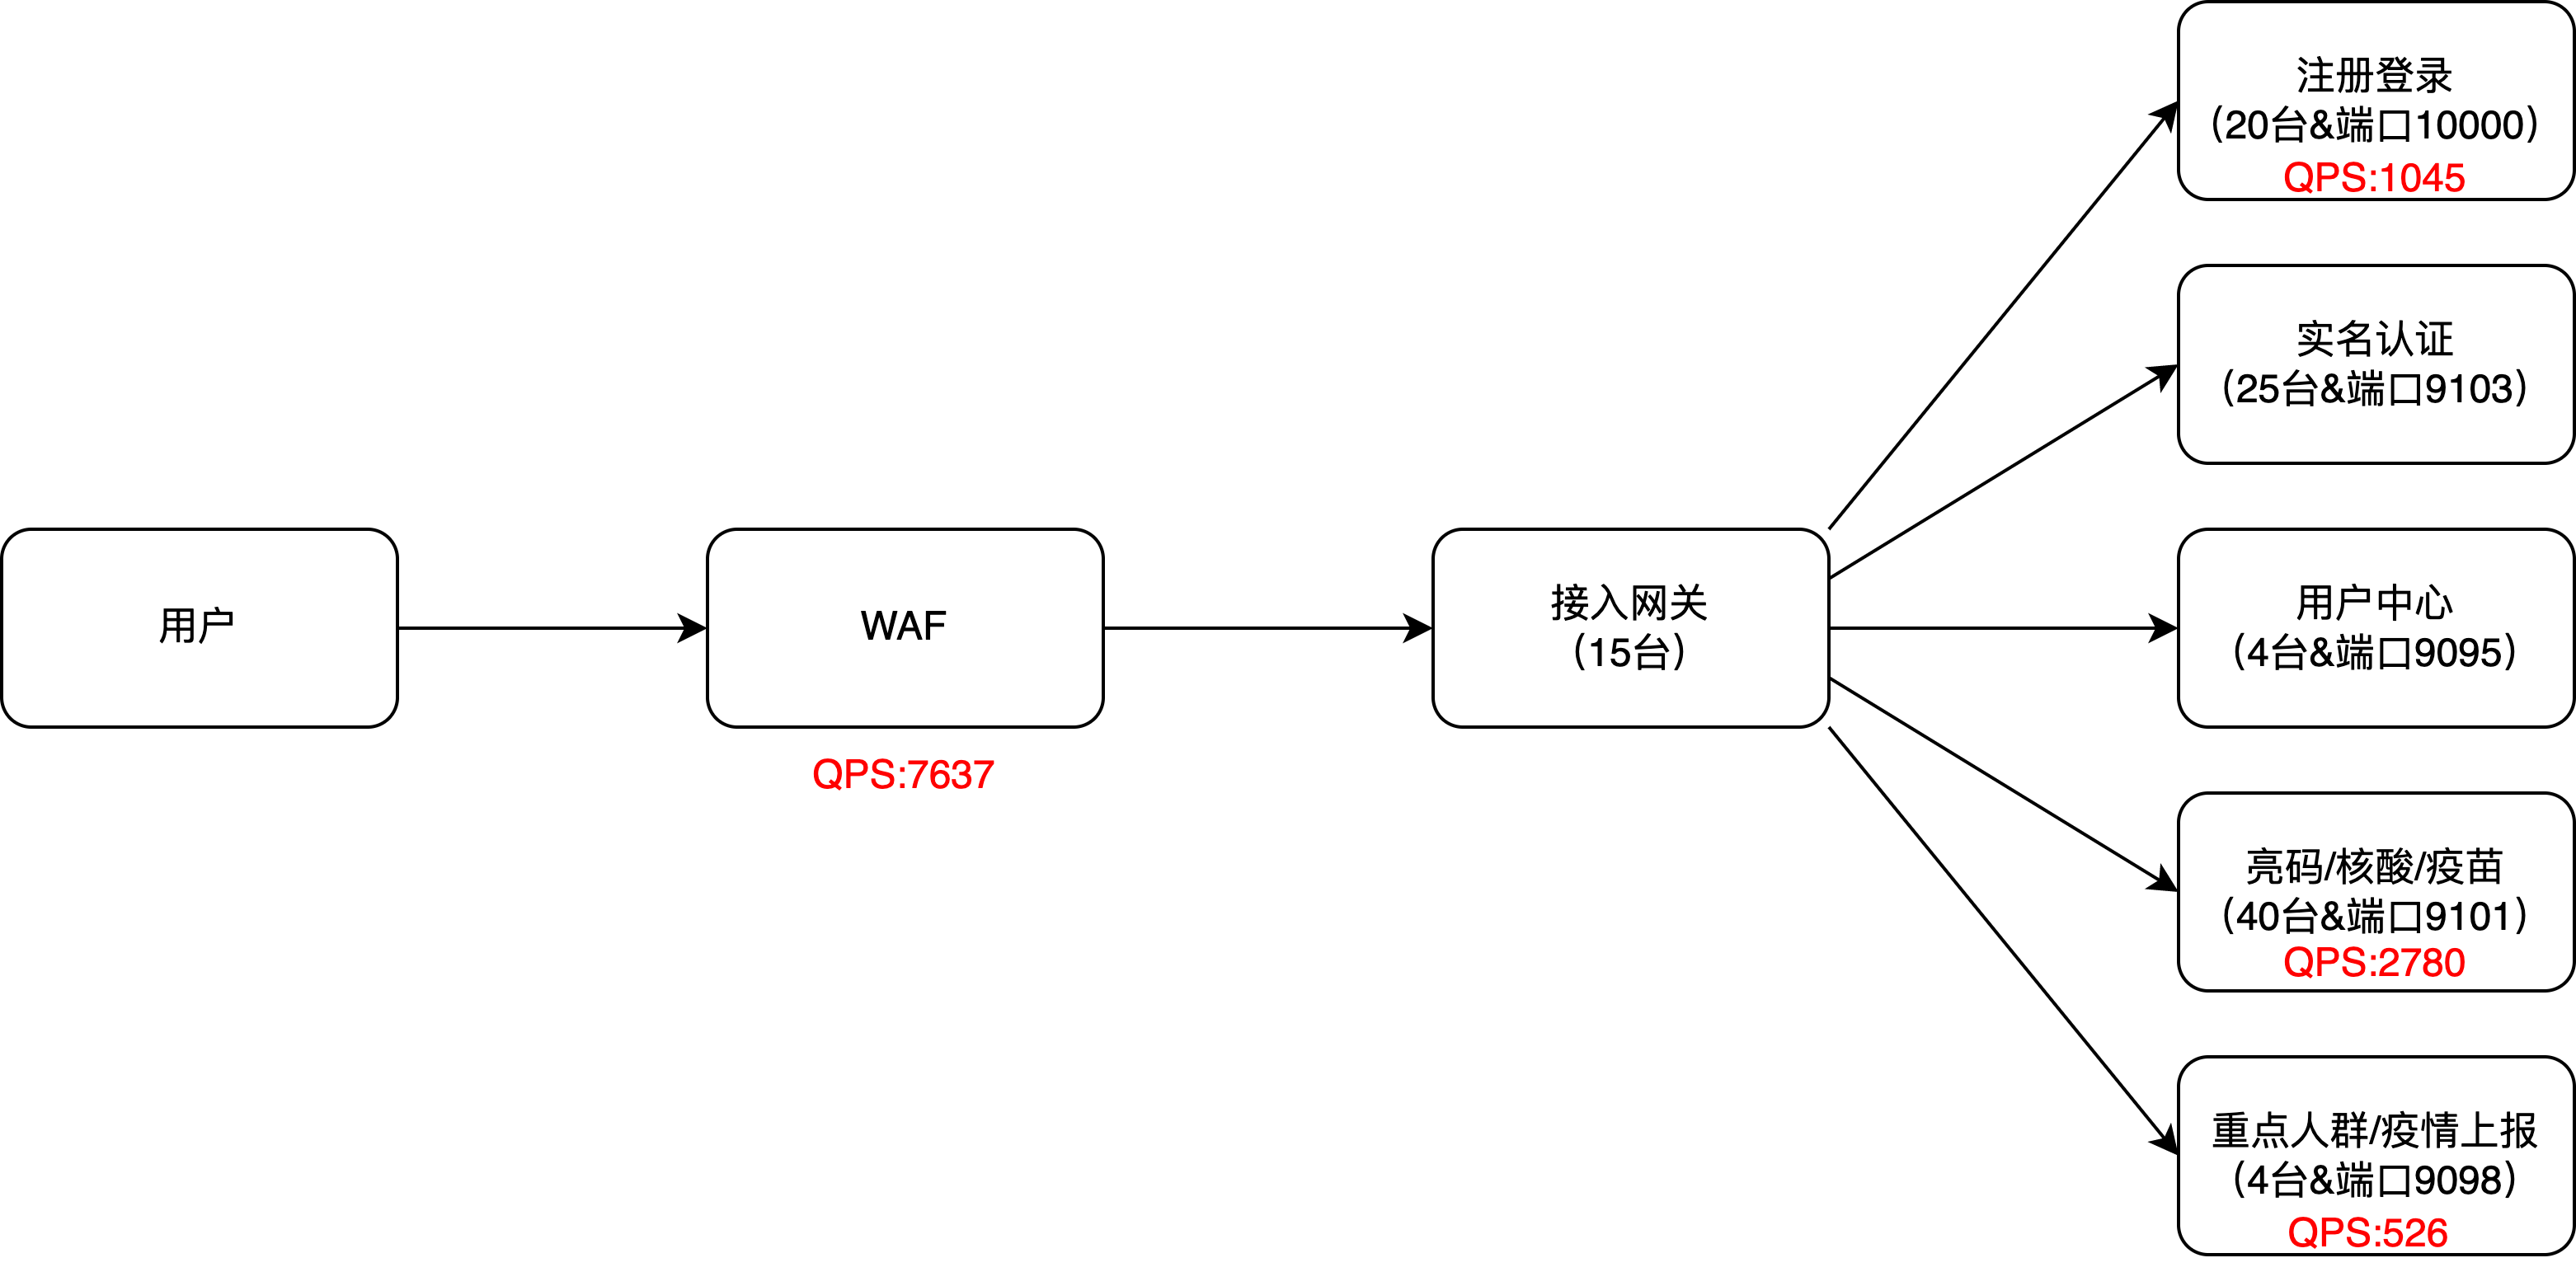 用户
WAF
QPS:7637
接入网关
(15台)
注册登录
(20台&端口10000)
QPS:1045
实名认证
(25台&端口9103)
用户中心
(4台&端口9095)
亮码/核酸/疫苗
(40台&端口9101)
QPS:2780
重点人群/疫情上报
(4台&端口9098)
QPS:526